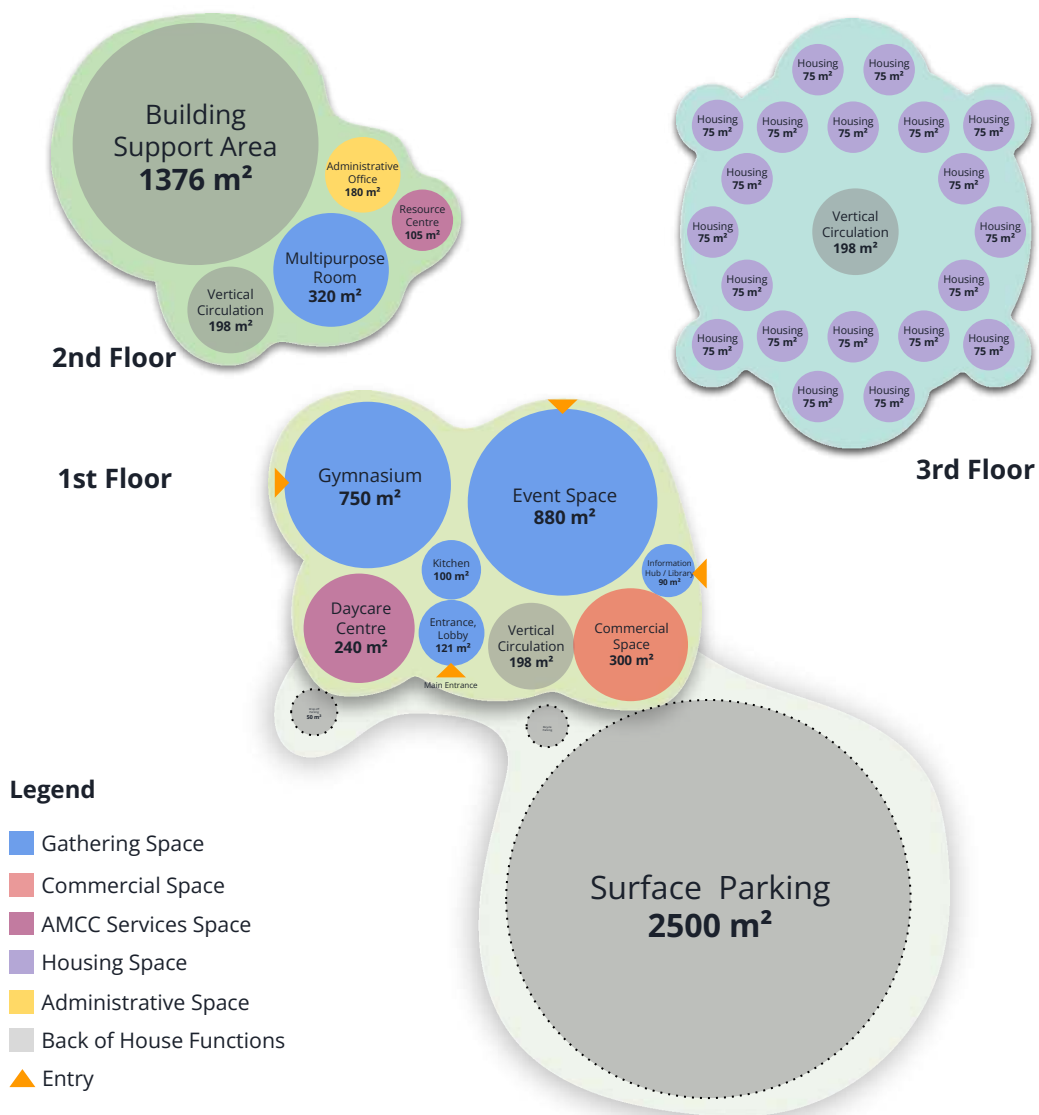 Building
Support Area
1376 m²
Administrative
Office
180 m²
Resource
Centre
105 m²
Multipurpose
Room
320 m²
Vertical
Circulation
198 m²
2nd Floor
Housing
75 m²
Housing
75 m²
Housing
75 m²
Housing
75 m²
Housing
75 m²
Housing
75 m²
Housing
75 m²
Housing
75 m²
Housing
75 m²
Housing
75 m²
Vertical
Circulation
198 m²
Housing
75 m²
Housing
75 m²
Housing
75 m²
Housing
75 m²
Housing
75 m²
Housing
75 m²
Housing
75 m²
Housing
75 m²
Housing
75 m²
Housing
75 m²
3rd Floor
1st Floor
Gymnasium
750 m²
Event Space
880 m²
Kitchen
100 m²
Information
Hub / Library
90 m²
Daycare
Centre
240 m²
Entrance,
Lobby
121 m²
Vertical
Circulation
198 m²
Commercial
Space
300 m²
Main Entrance
Parking
50 m²
Parking
Surface Parking
2500 m²
Legend
Gathering Space
Commercial Space
AMCC Services Space
Housing Space
Administrative Space
Back of House Functions
Entry